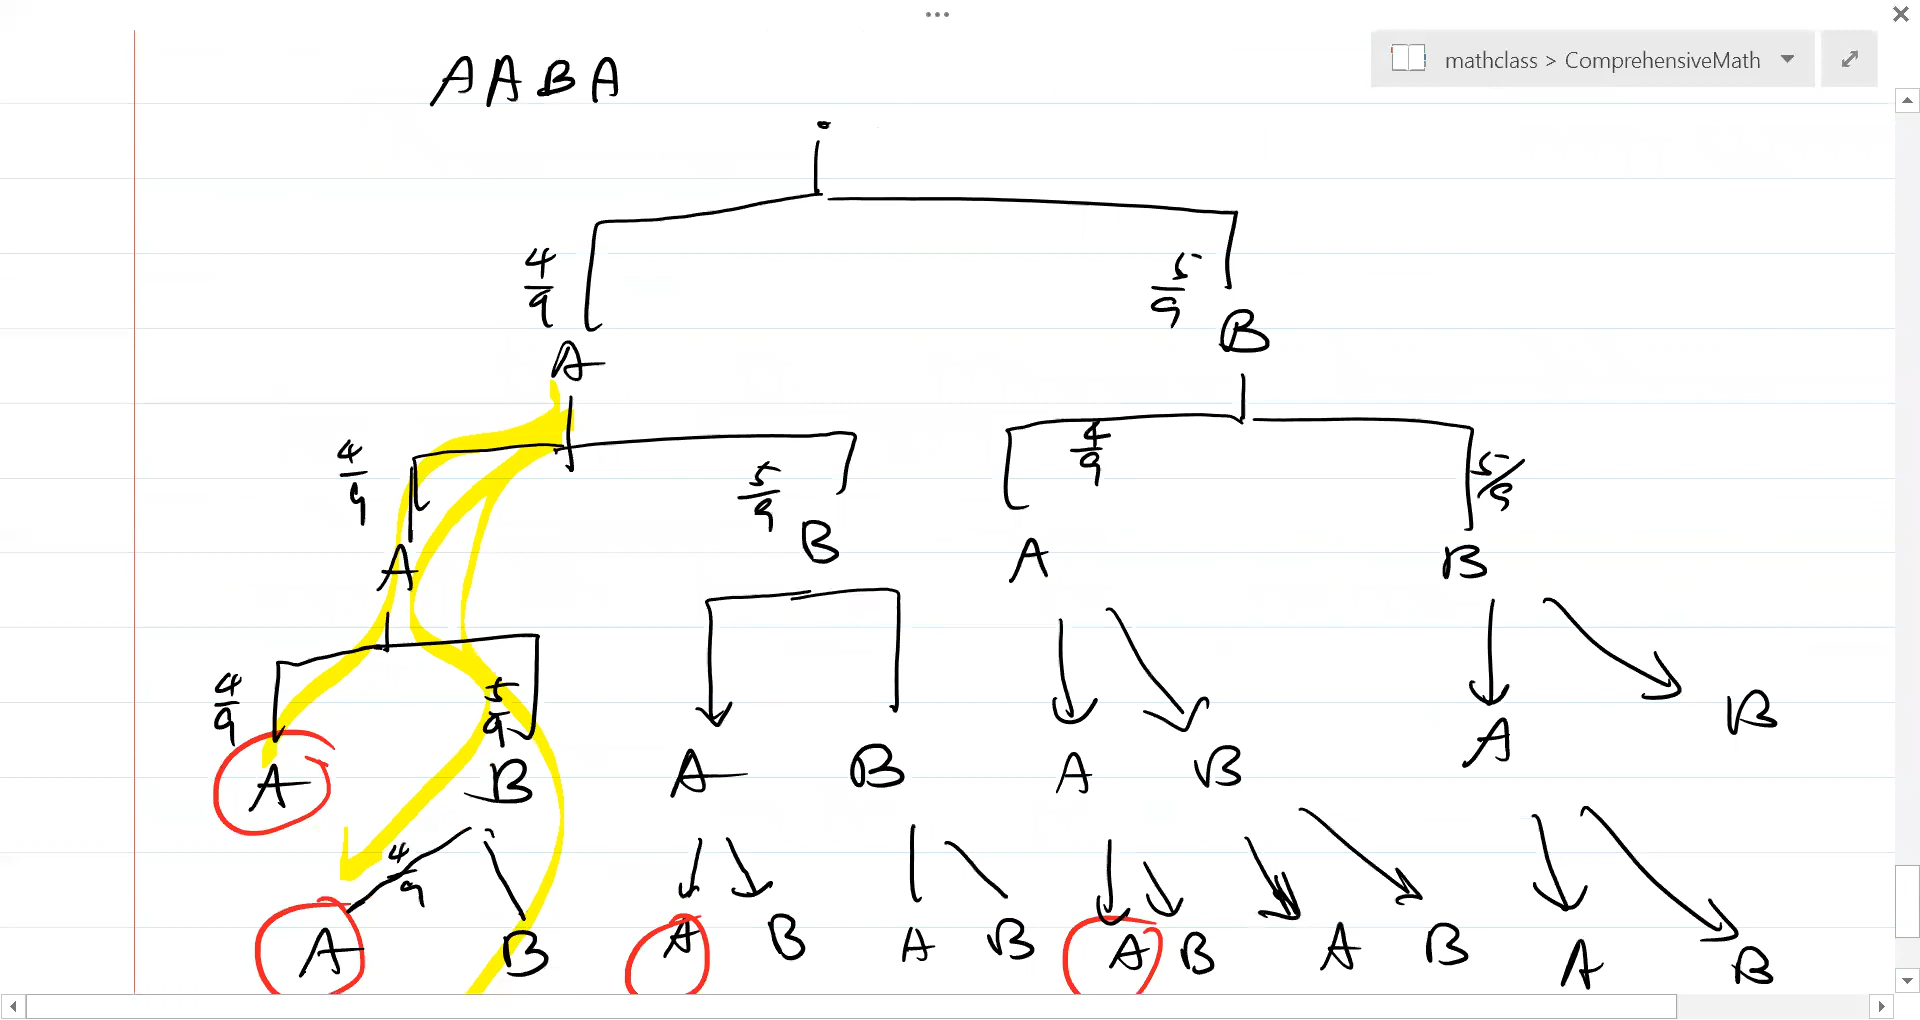 mathclass > ComprehensiveMath
AABA
4/9 5/9
A B
4/9 5/9 4/9 5/9
A B A B
4/9 5/9
A B A B A B A B
4/9
A B A B A B A B A B A B